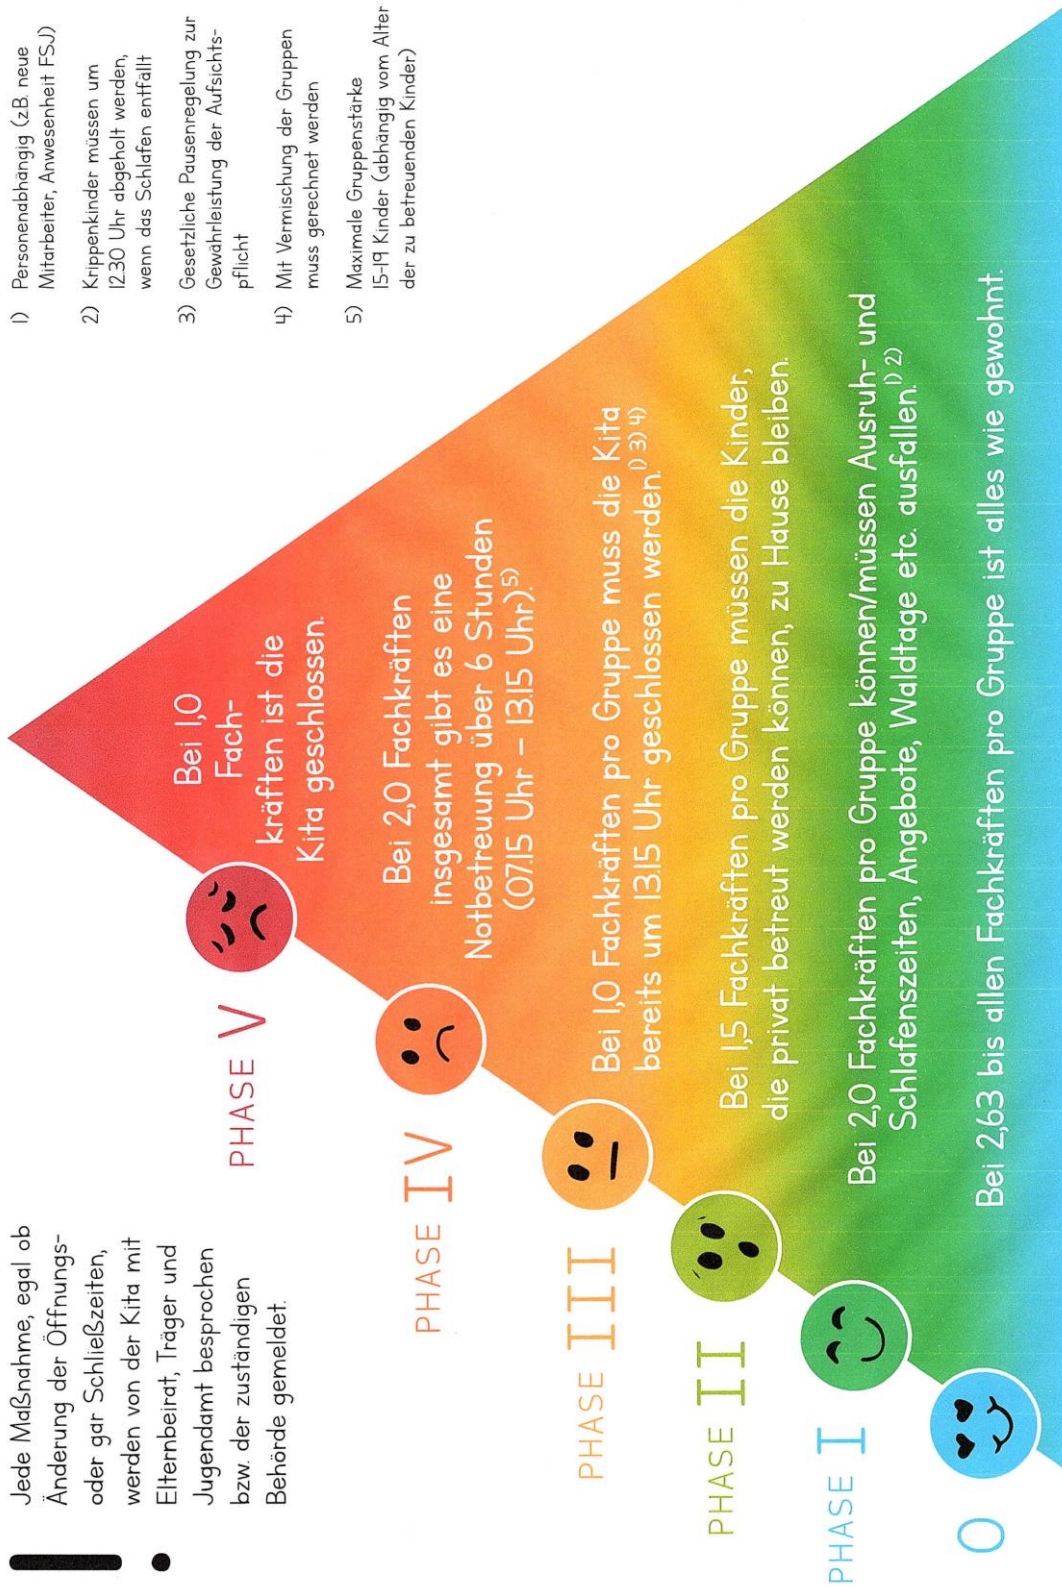 Jede Maßnahme, egal ob
Änderung der Öffnungs-
oder gar Schließzeiten,
werden von der Kita mit
Elternbeirat, Träger und
Jugendamt besprochen
bzw. der zuständigen
Behörde gemeldet.
1) Personenabhängig (z.B. neue
Mitarbeiter, Anwesenheit FSJ)
2) Krippenkinder müssen um
12.30 Uhr abgeholt werden,
wenn das Schlafen entfällt
3) Gesetzliche Pausenregelung zur
Gewährleistung der Aufsichts-
pflicht
4) Mit Vermischung der Gruppen
muss gerechnet werden
5) Maximale Gruppenstärke
15-19 Kinder (abhängig vom Alter
der zu betreuenden Kinder)
PHASE V
Bei 1,0
Fach-
kräften ist die
Kita geschlossen.
PHASE IV
Bei 2,0 Fachkräften
insgesamt gibt es eine
Notbetreuung über 6 Stunden
(07.15 Uhr – 13.15 Uhr).5)
PHASE III
Bei 1,0 Fachkräften pro Gruppe muss die Kita
bereits um 13.15 Uhr geschlossen werden.1) 3) 4)
PHASE II
Bei 1,5 Fachkräften pro Gruppe müssen die Kinder,
die privat betreut werden können, zu Hause bleiben.
PHASE I
Bei 2,0 Fachkräften pro Gruppe können/müssen Ausruh- und
Schlafenszeiten, Angebote, Waldtage etc. ausfallen.1) 2)
0
Bei 2,63 bis allen Fachkräften pro Gruppe ist alles wie gewohnt.